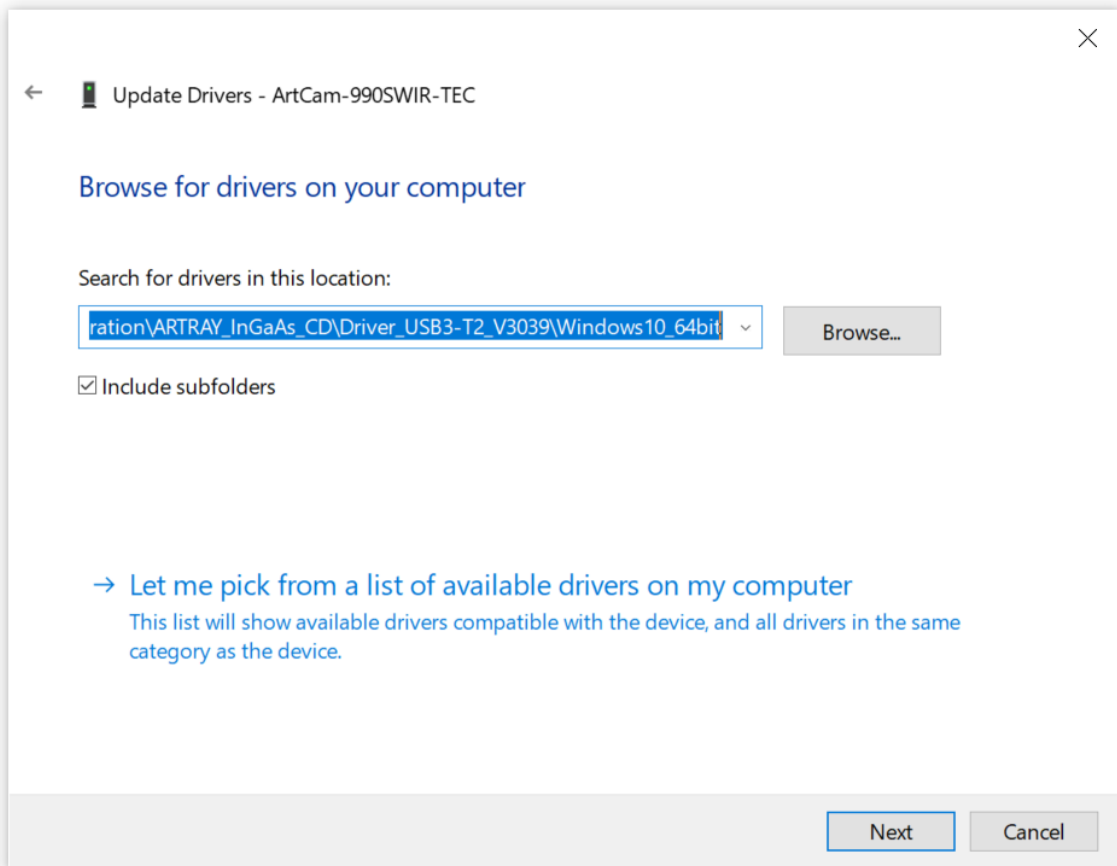 Update Drivers - ArtCam-990SWIR-TEC
Browse for drivers on your computer
Search for drivers in this location:
ration\ARTRAY_InGaAs_CD\Driver_USB3-T2_V3039\Windows10_64bit
Browse...
Include subfolders
Let me pick from a list of available drivers on my computer
This list will show available drivers compatible with the device, and all drivers in the same
category as the device.
Next
Cancel